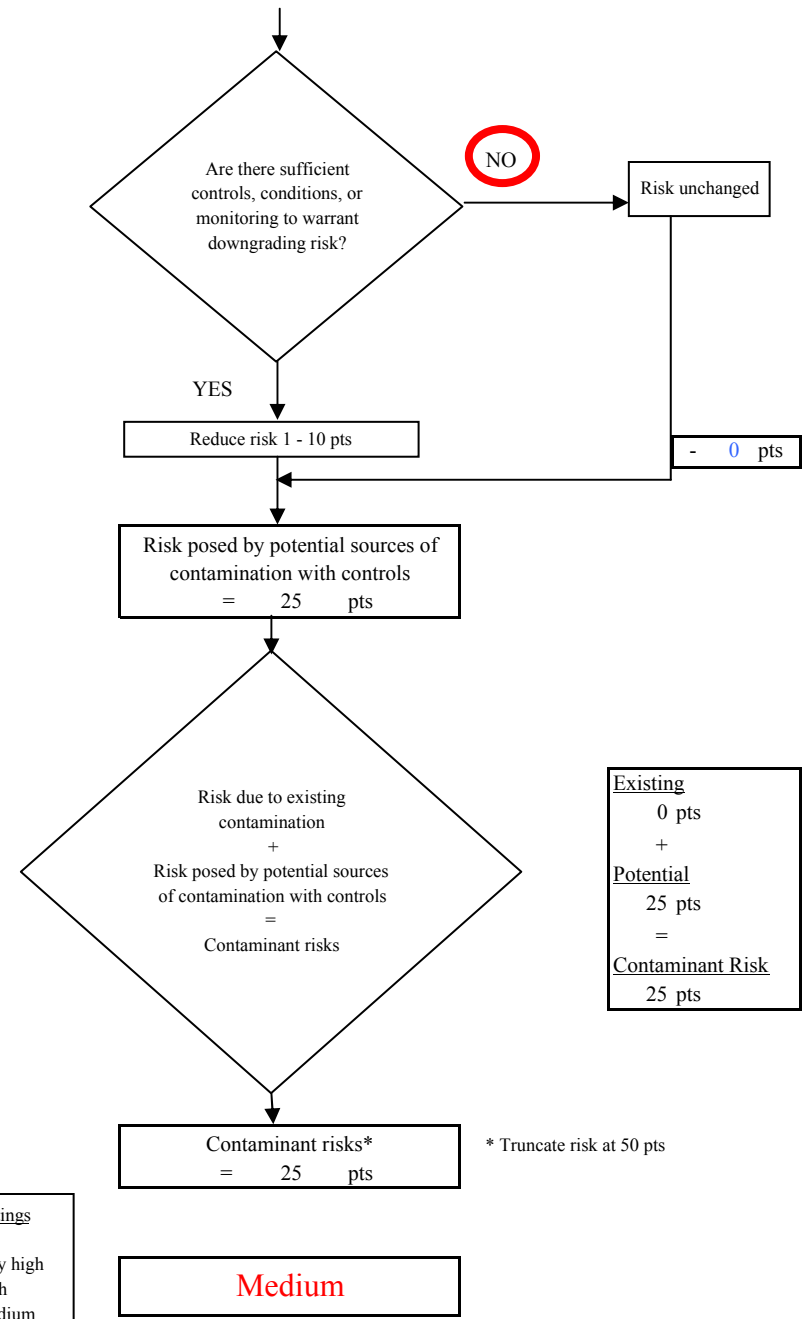 Are there sufficient
controls, conditions, or
monitoring to warrant
downgrading risk?
NO
Risk unchanged
YES
Reduce risk 1 - 10 pts
- 0 pts
Risk posed by potential sources of
contamination with controls
= 25 pts
Risk due to existing
contamination
+
Risk posed by potential sources
of contamination with controls
=
Contaminant risks
Existing
0 pts
+
Potential
25 pts
=
Contaminant Risk
25 pts
Contaminant risks*
= 25 pts
* Truncate risk at 50 pts
ings
y high
h
dium
Medium